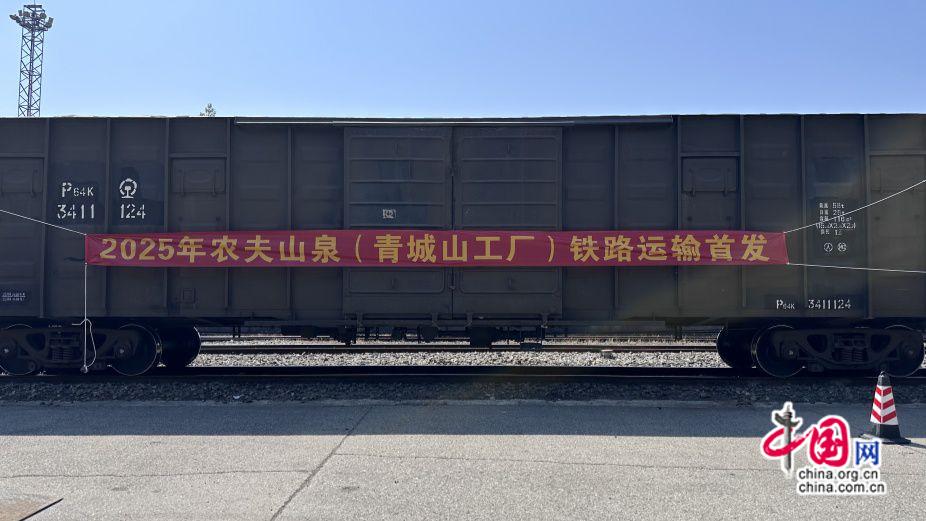 P64K
3411 124
2025年农夫山泉（青城山工厂）铁路运输首发
P64K 3411124
中国网
china.org.cn
china.com.cn